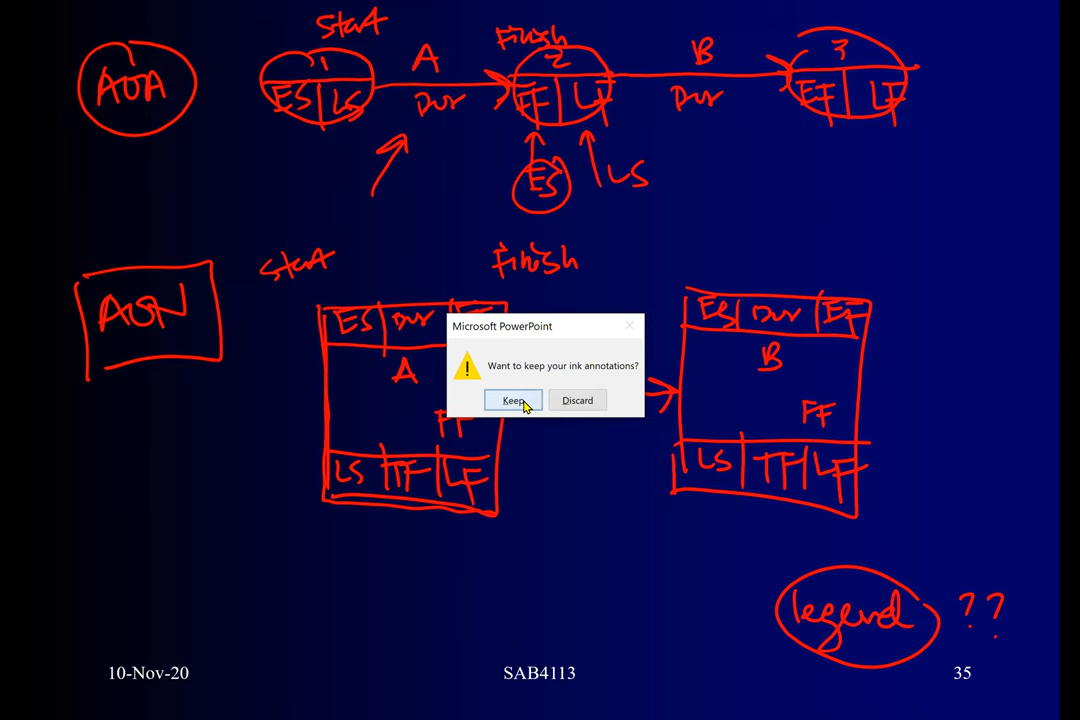 Start
Finish
AOA
1
A
2
B
3
ES LS
Dur
EF LF
Dur
EF LF
ES
LS
Start
Finish
AON
ES Dur EF
ES Dur EF
A
B
FF
FF
LS TF LF
LS TF LF
Microsoft PowerPoint
Want to keep your ink annotations?
Keep
Discard
legend ??
10-Nov-20
SAB4113
35